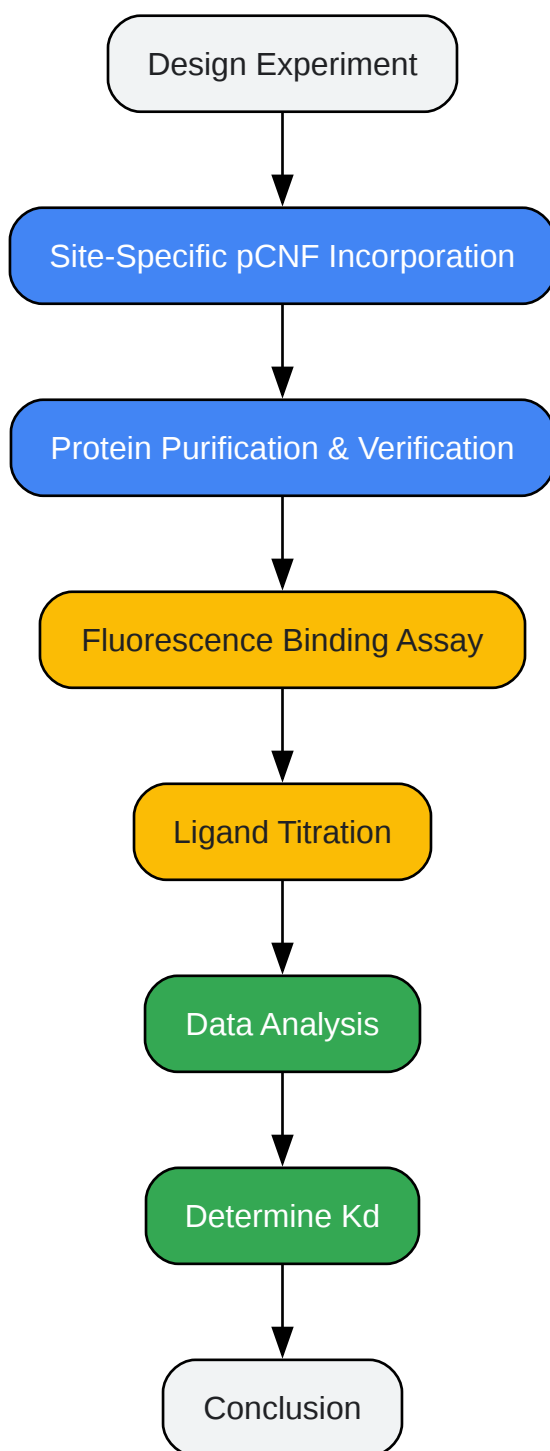 Design Experiment
Site-Specific pCNF Incorporation
Protein Purification & Verification
Fluorescence Binding Assay
Ligand Titration
Data Analysis
Determine Kd
Conclusion